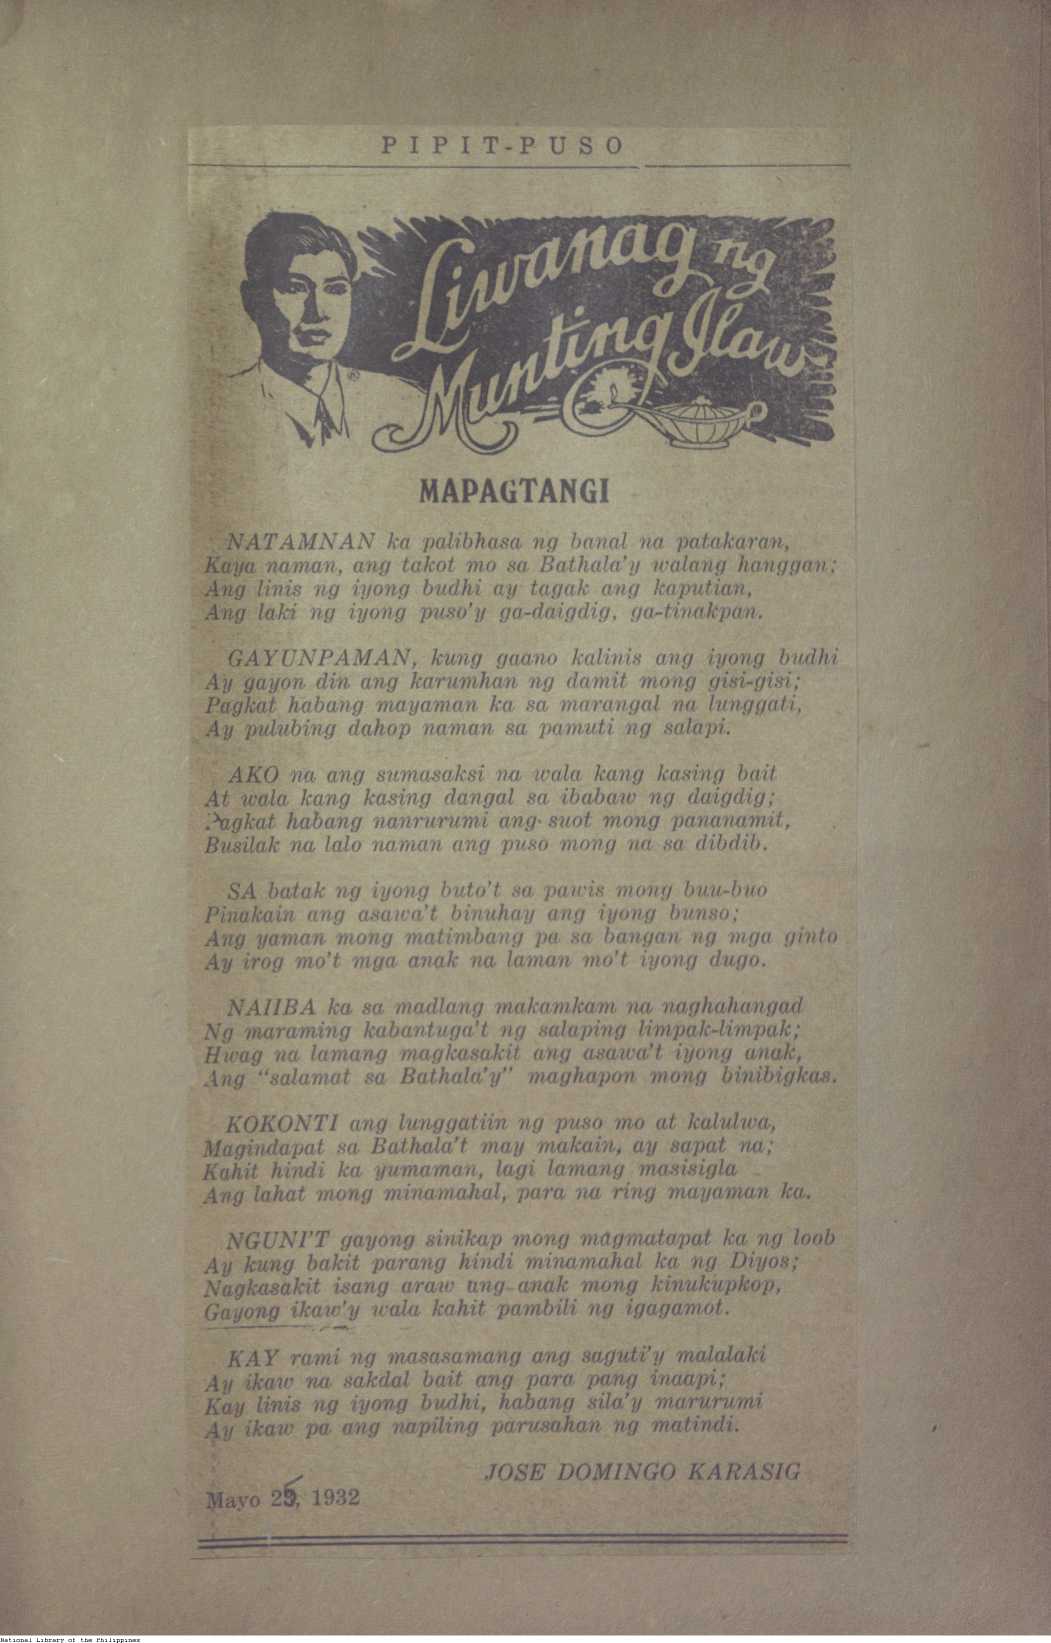 PIPIT-PUSO
Liwanag ng
Munting Ilaw
MAPAGTANGI
NATAMNAN ka palibhasa ng banal na patakaran,
Kaya naman, ang takot mo sa Bathala'y walang hanggan;
Ang linis ng iyong budhi ay tagak ang kaputian,
Ang laki ng iyong puso'y ga-daigdig, ga-tinakpan.
GAYUNPAMAN, kung gaano kalinis ang iyong budhi
Ay gayon din ang karumhan ng damit mong gisi-gisi;
Pagkat habang mayaman ka sa marangal na lunggati,
Ay pulubing dahop naman sa pamuti ng salapi.
AKO na ang sumasaksi na wala kang kasing bait
At wala kang kasing dangal sa ibabaw ng daigdig;
Pagkat habang nanrurumi ang suot mong pananamit,
Busilak na lalo naman ang puso mong na sa dibdib.
SA batak ng iyong buto't sa pawis mong buu-buo
Pinakain ang asawa't binuhay ang iyong bunso;
Ang yaman mong matimbang pa sa bangan ng mga ginto
Ay irog mo't mga anak na laman mo't iyong dugo.
NAIIBA ka sa madlang makamkam na naghahangad
Ng maraming kabantuga't ng salaping limpak-limpak;
Hwag na lamang magkasakit ang asawa't iyong anak,
Ang "salamat sa Bathala'y" maghapon mong binibigkas.
KOKONTI ang lunggatiin ng puso mo at kalulwa,
Magindapat sa Bathala't may makain, ay sapat na;
Kahit hindi ka yumaman, lagi lamang masisigla
Ang lahat mong minamahal, para na ring mayaman ka.
NGUNI'T gayong sinikap mong magmatapat ka ng loob
Ay kung bakit parang hindi minamahal ka ng Diyos;
Nagkasakit isang araw ang anak mong kinukupkop,
Gayong ikaw'y wala kahit pambili ng igagamot.
KAY rami ng masasamang ang saguti'y malalaki
Ay ikaw na sakdal bait ang para pang inaapi;
Kay linis ng iyong budhi, habang sila'y marurumi
Ay ikaw pa ang napiling parusahan ng matindi.
JOSE DOMINGO KARASIG
Mayo 25, 1932
National Library of the Philippines